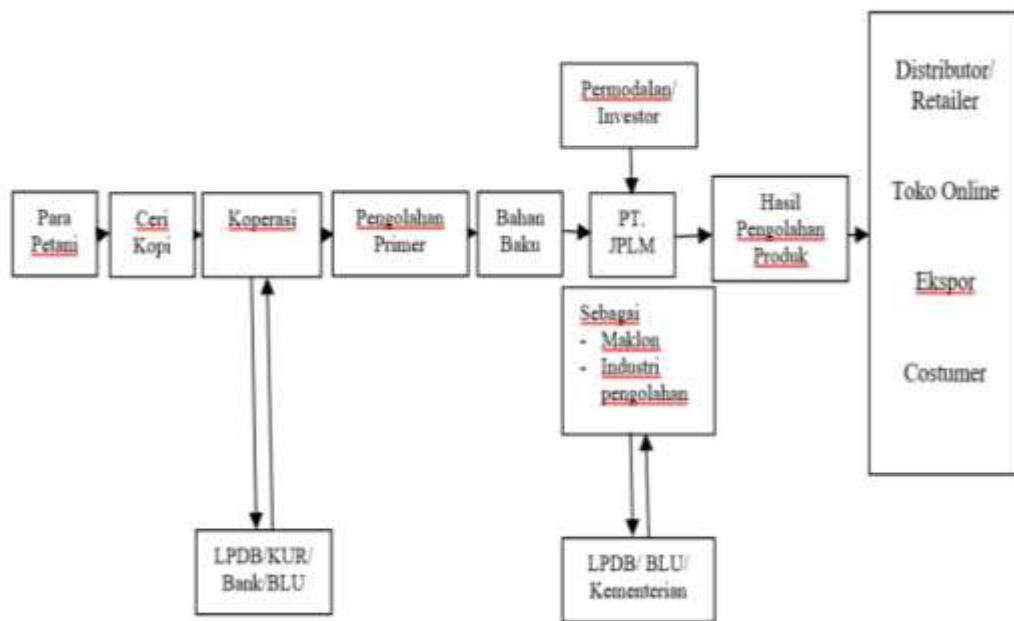 Permodalan/
Investor
Para
Petani
Ceri
Kopi
Koperasi
Pengolahan
Primer
Bahan
Baku
PT.
JPLM
Hasil
Pengolahan
Produk
Distributor/
Retailer
Toko Online
Ekspor
Costumer
Sebagai
- Maklon
- Industri
pengolahan
LPDB/KUR/
Bank/BLU
LPDB/ BLU/
Kementerian